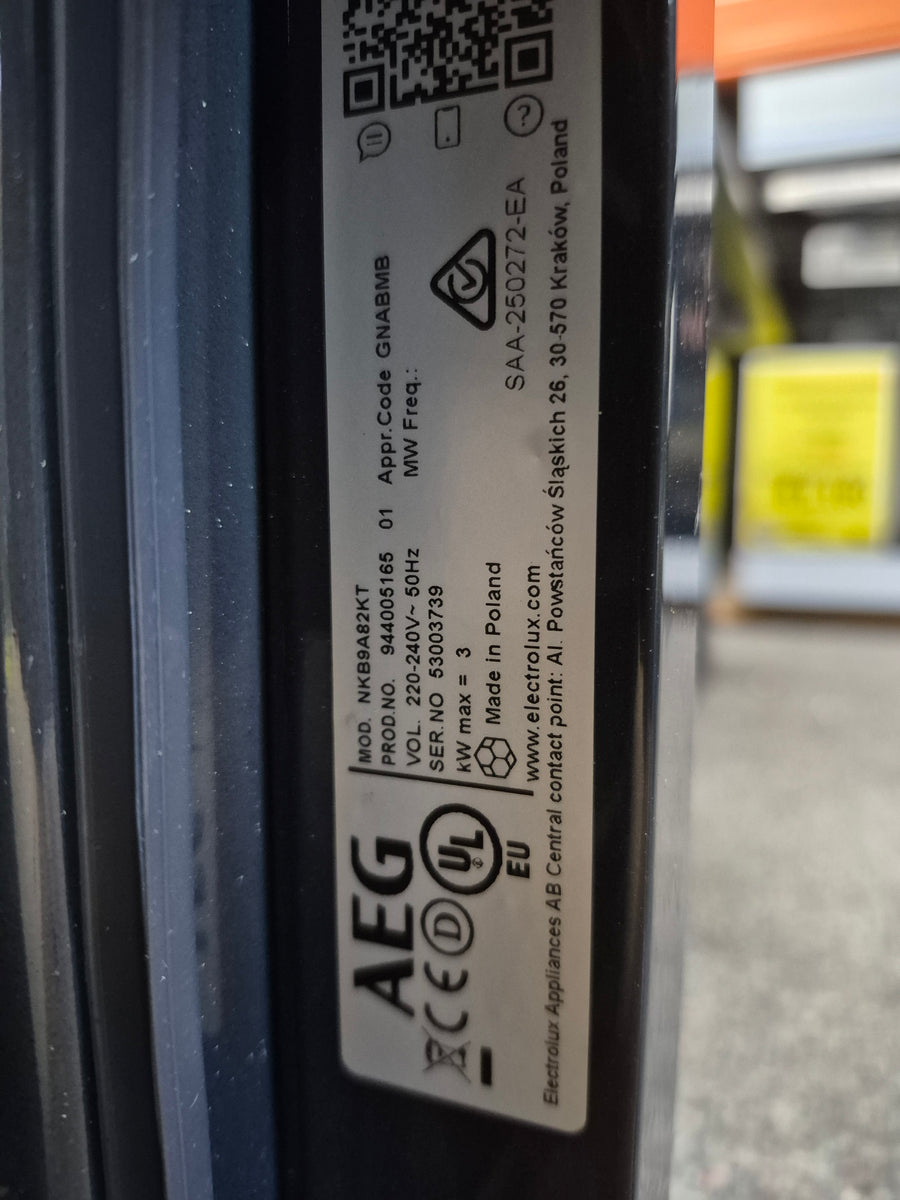 AEG
UL
EU
D
MOD. NKB9A82KT
PROD.NO. 944005165 01 Appr.Code GNABMB
VOL. 220-240V~ 50Hz MW Freq.:
SER.NO 53003739
kW max = 3
Made in Poland
SAA-250272-EA
www.electrolux.com
Electrolux Appliances AB Central contact point: Al. Powstańców Śląskich 26, 30-570 Kraków, Poland